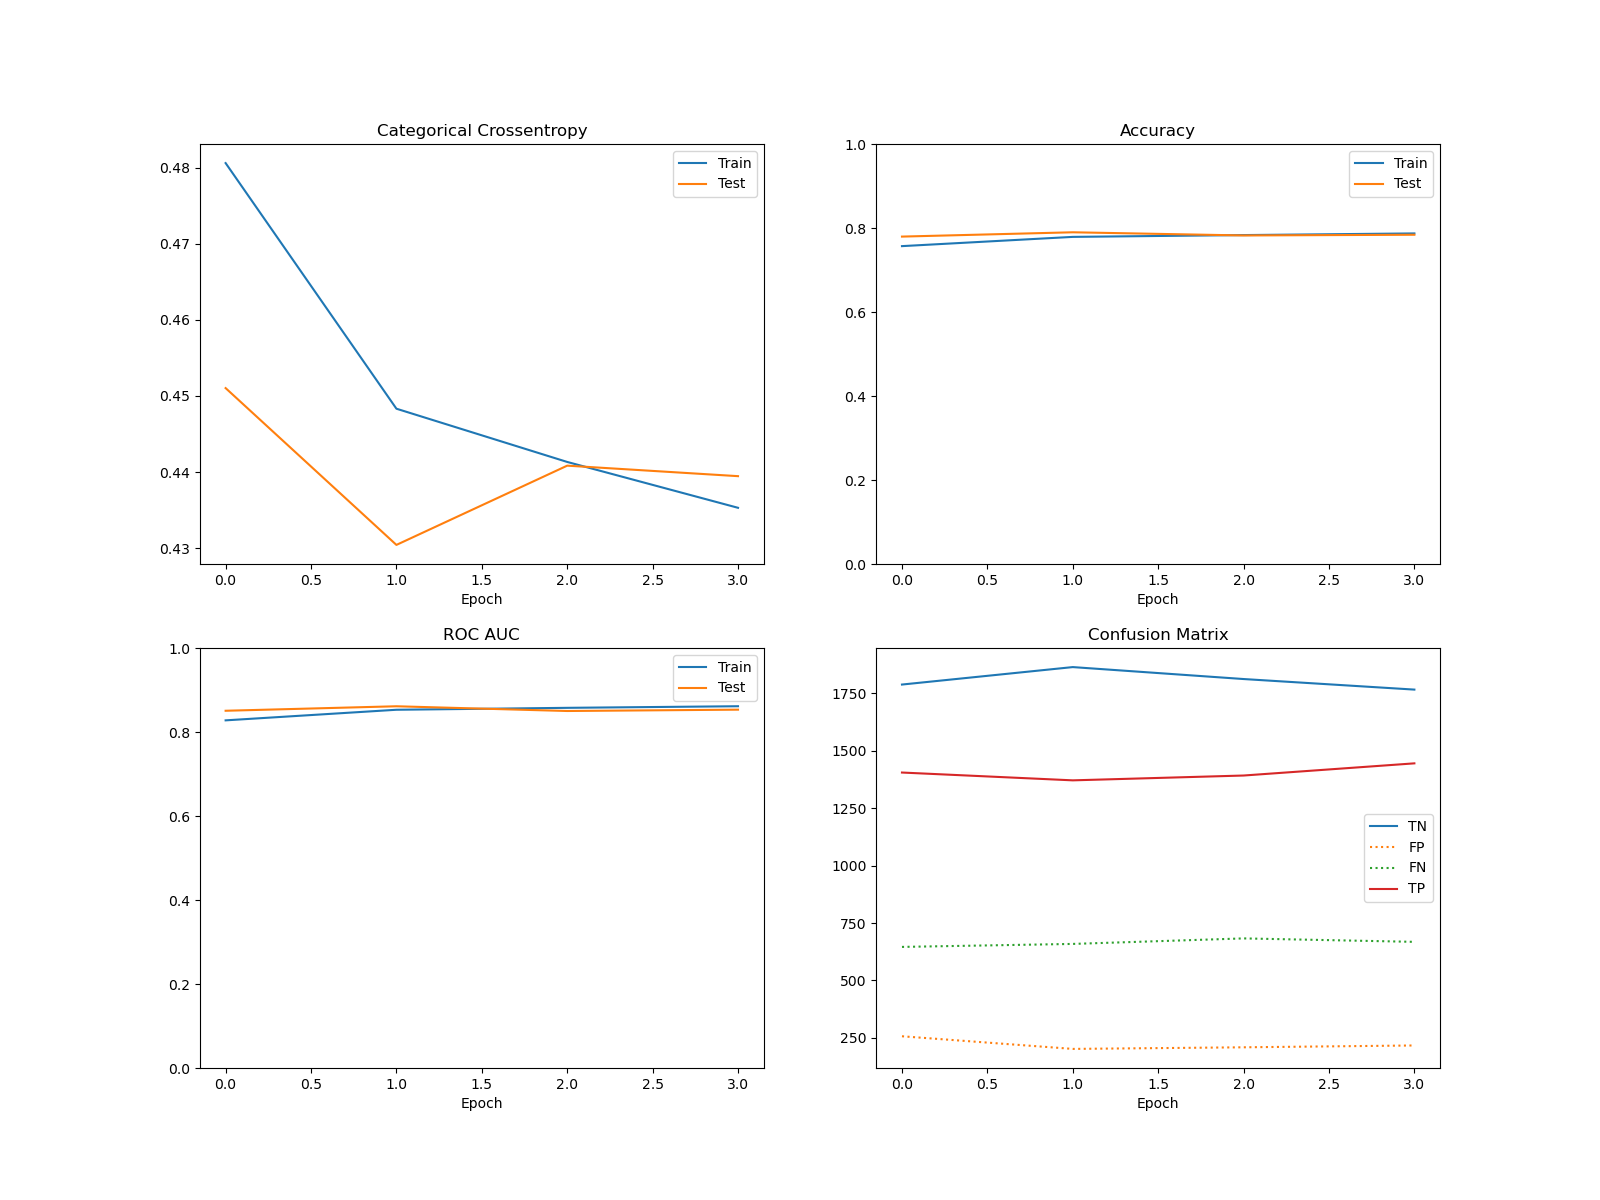 Categorical Crossentropy
0.48
0.47
0.46
0.45
0.44
0.43
Train
Test
0.0 0.5 1.0 1.5 2.0 2.5 3.0
Epoch
Accuracy
1.0
0.8
0.6
0.4
0.2
0.0
Train
Test
0.0 0.5 1.0 1.5 2.0 2.5 3.0
Epoch
ROC AUC
1.0
0.8
0.6
0.4
0.2
0.0
Train
Test
0.0 0.5 1.0 1.5 2.0 2.5 3.0
Epoch
Confusion Matrix
1750
1500
1250
1000
750
500
250
TN
FP
FN
TP
0.0 0.5 1.0 1.5 2.0 2.5 3.0
Epoch